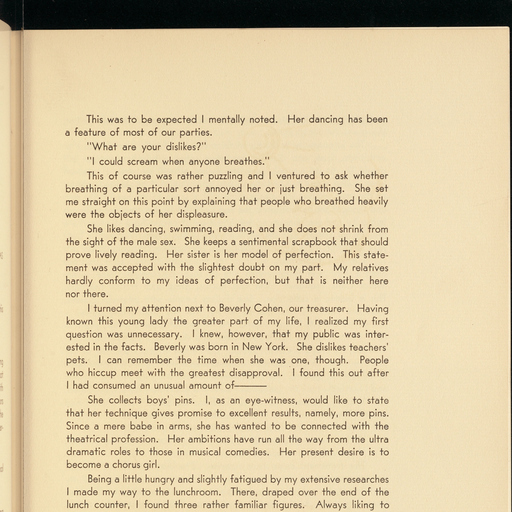 This was to be expected I mentally noted. Her dancing has been
a feature of most of our parties.
"What are your dislikes?"
"I could scream when anyone breathes."
This of course was rather puzzling and I ventured to ask whether
breathing of a particular sort annoyed her or just breathing. She set
me straight on this point by explaining that people who breathed heavily
were the objects of her displeasure.
She likes dancing, swimming, reading, and she does not shrink from
the sight of the male sex. She keeps a sentimental scrapbook that should
prove lively reading. Her sister is her model of perfection. This state-
ment was accepted with the slightest doubt on my part. My relatives
hardly conform to my ideas of perfection, but that is neither here
nor there.
I turned my attention next to Beverly Cohen, our treasurer. Having
known this young lady the greater part of my life, I realized my first
question was unnecessary. I knew, however, that my public was inter-
ested in the facts. Beverly was born in New York. She dislikes teachers'
pets. I can remember the time when she was one, though. People
who hiccup meet with the greatest disapproval. I found this out after
I had consumed an unusual amount of———
She collects boys' pins. I, as an eye-witness, would like to state
that her technique gives promise to excellent results, namely, more pins.
Since a mere babe in arms, she has wanted to be connected with the
theatrical profession. Her ambitions have run all the way from the ultra
dramatic roles to those in musical comedies. Her present desire is to
become a chorus girl.
Being a little hungry and slightly fatigued by my extensive researches
I made my way to the lunchroom. There, draped over the end of the
lunch counter, I found three rather familiar figures. Always liking to